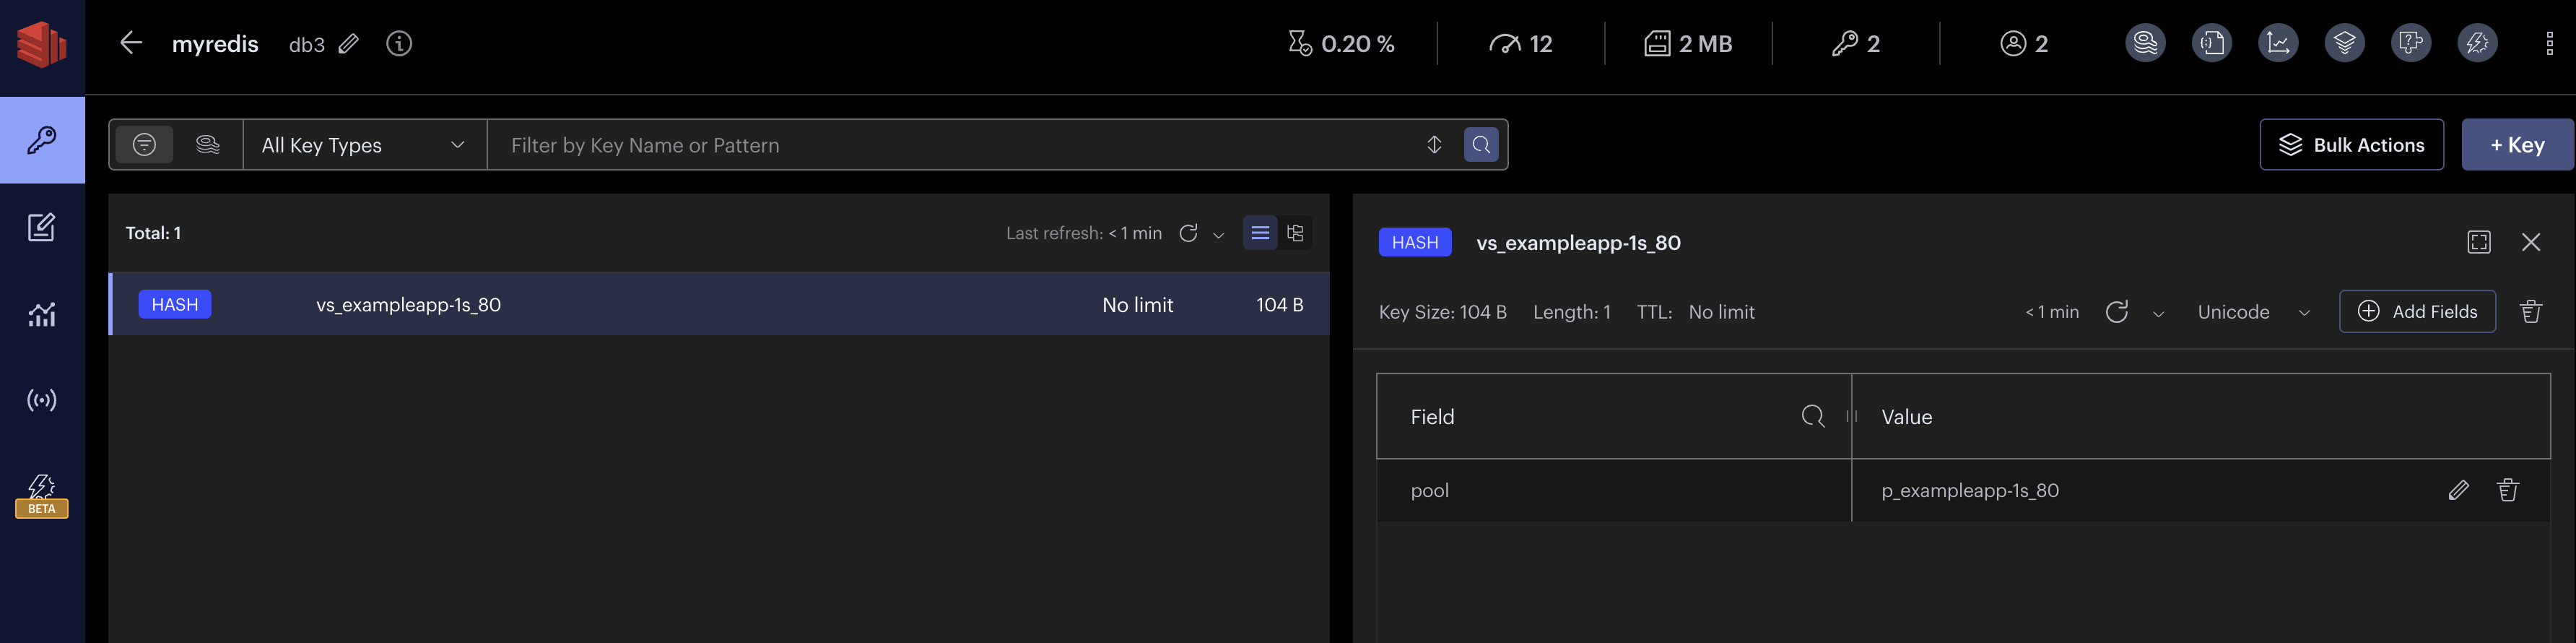 myredis db3 0.20 % 12 2 MB 2 2
All Key Types Filter by Key Name or Pattern Bulk Actions + Key
Total: 1 Last refresh: < 1 min
HASH vs_exampleapp-1s_80 No limit 104 B
HASH vs_exampleapp-1s_80
Key Size: 104 B Length: 1 TTL: No limit < 1 min Unicode Add Fields
Field Value
pool p_exampleapp-1s_80
BETA